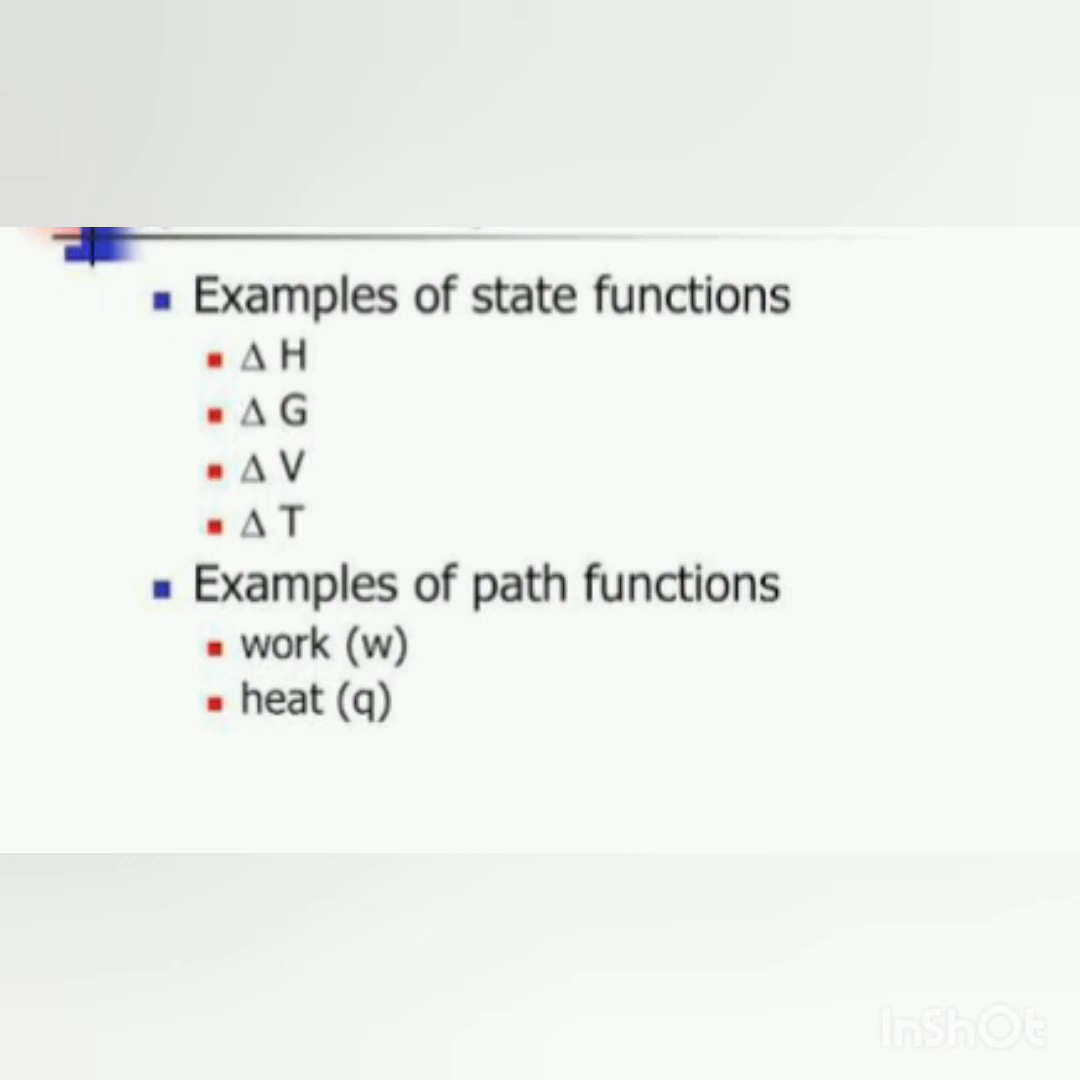 Examples of state functions
Δ H
Δ G
Δ V
Δ T
Examples of path functions
work (w)
heat (q)
InShOt